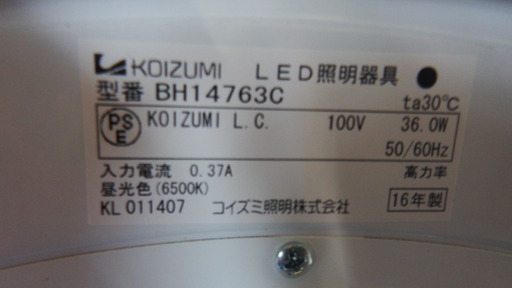 KOIZUMI LED照明器具
型番 BH14763C ta30℃
PSE KOIZUMI L.C. 100V 36.0W
50/60Hz
入力電流 0.37A 高力率
昼光色(6500K)
KL 011407 コイズミ照明株式会社 16年製